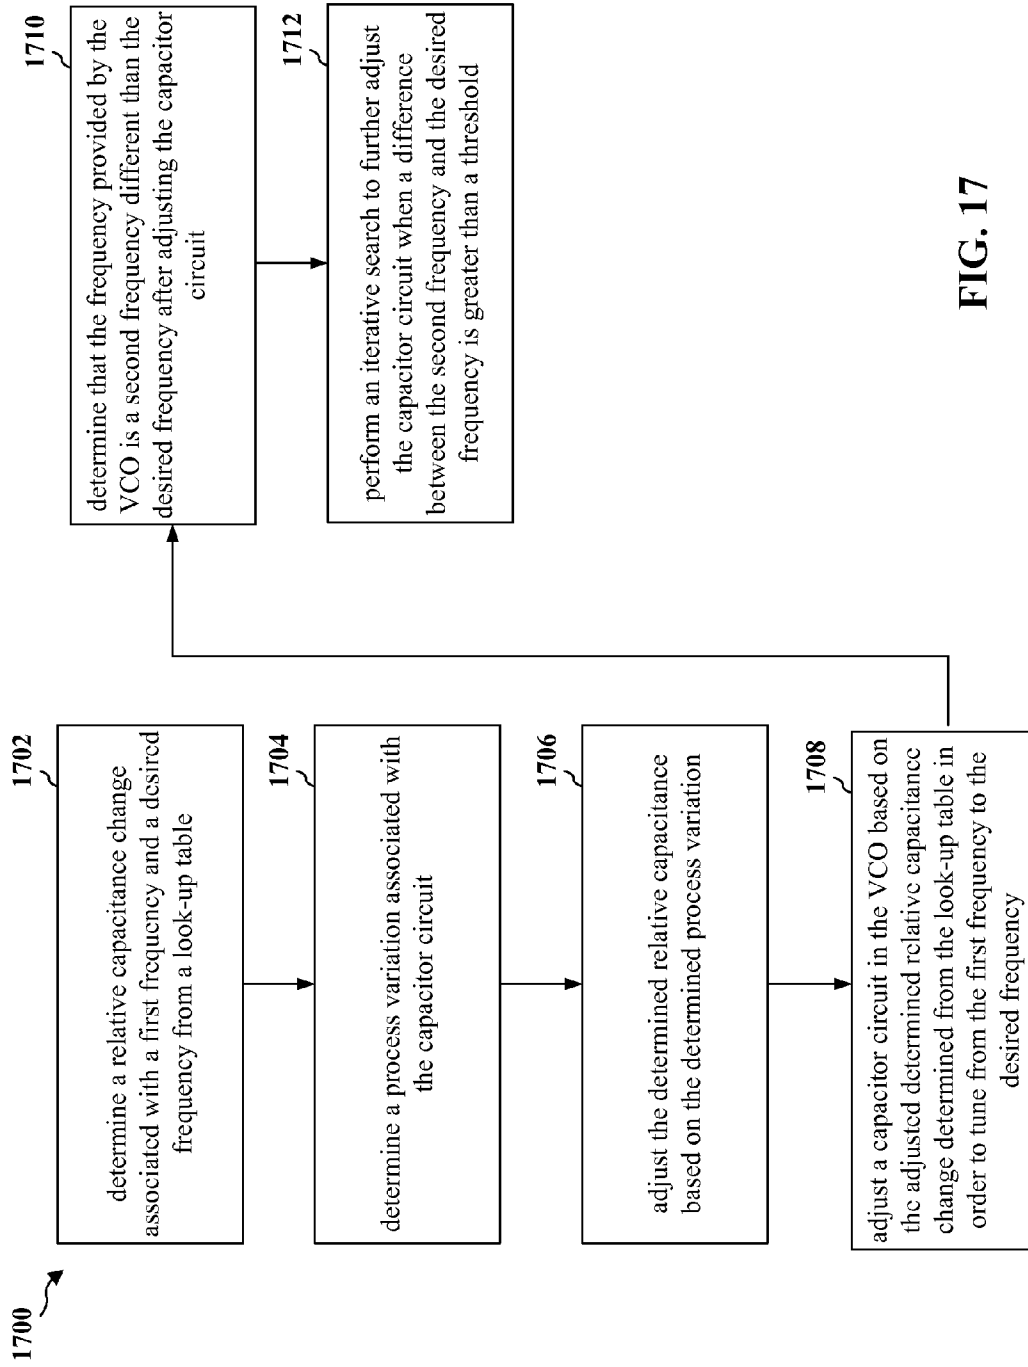 1700
1702
determine a relative capacitance change
associated with a first frequency and a desired
frequency from a look-up table
1704
determine a process variation associated with
the capacitor circuit
1706
adjust the determined relative capacitance
based on the determined process variation
1708
adjust a capacitor circuit in the VCO based on
the adjusted determined relative capacitance
change determined from the look-up table in
order to tune from the first frequency to the
desired frequency
1710
determine that the frequency provided by the
VCO is a second frequency different than the
desired frequency after adjusting the capacitor
circuit
1712
perform an iterative search to further adjust
the capacitor circuit when a difference
between the second frequency and the desired
frequency is greater than a threshold
FIG. 17